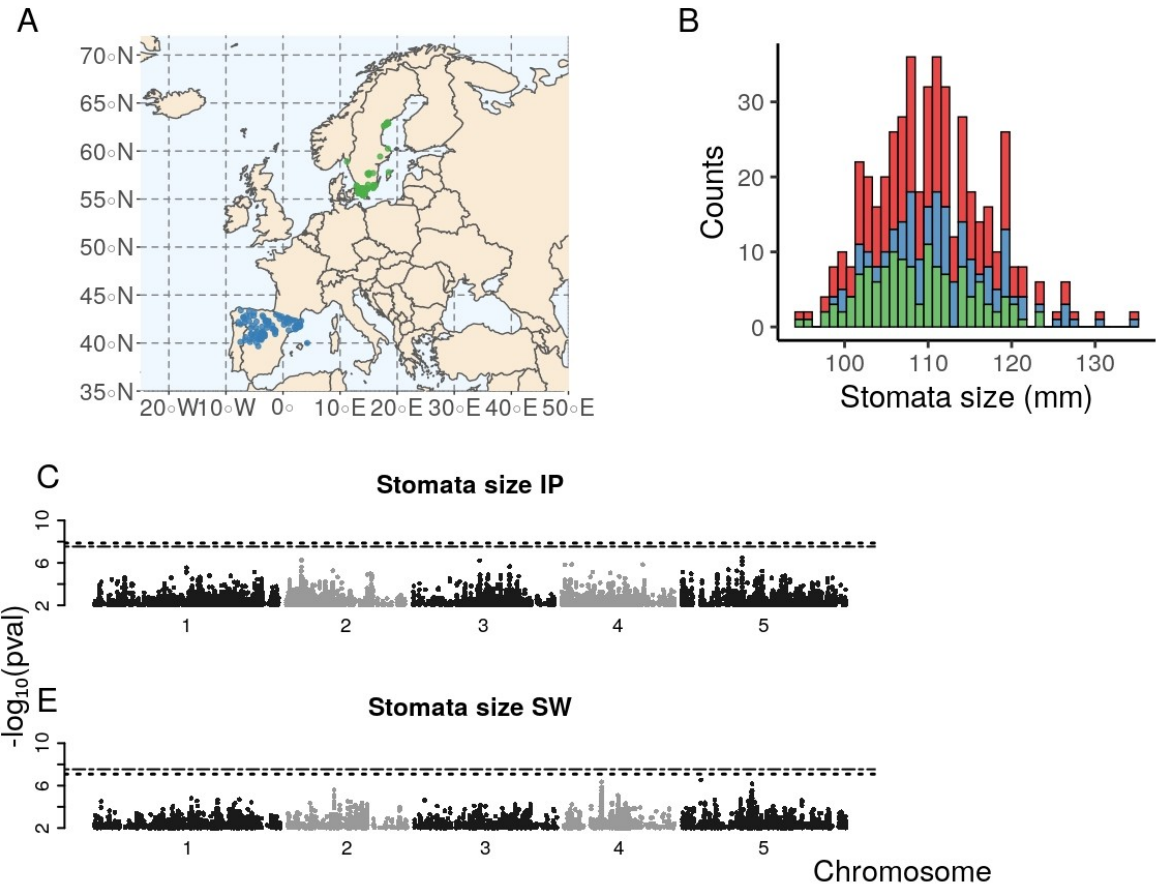 A
70°N
65°N
60°N
55°N
50°N
45°N
40°N
35°N
20°W 10°W 0° 10°E 20°E 30°E 40°E 50°E
B
Counts
30
20
10
0
100 110 120 130
Stomata size (mm)
C
Stomata size IP
10
6
2
1 2 3 4 5
-log₁₀(pval)
E
Stomata size SW
10
6
2
1 2 3 4 5
Chromosome